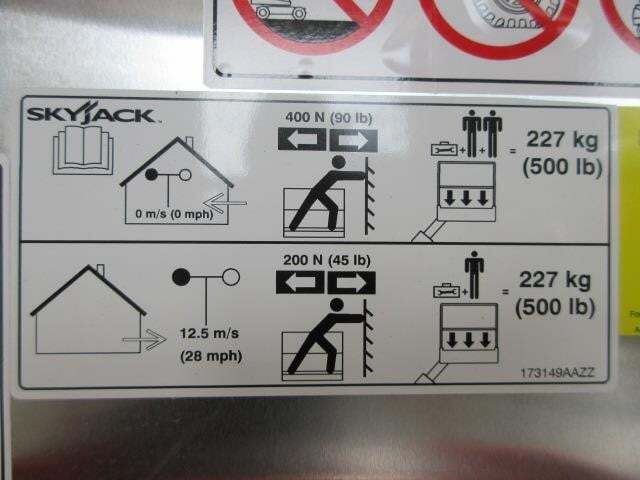 SKYJACK™
400 N (90 lb)
0 m/s (0 mph)
+ + = 227 kg
(500 lb)
200 N (45 lb)
12.5 m/s
(28 mph)
+ = 227 kg
(500 lb)
173149AAZZ